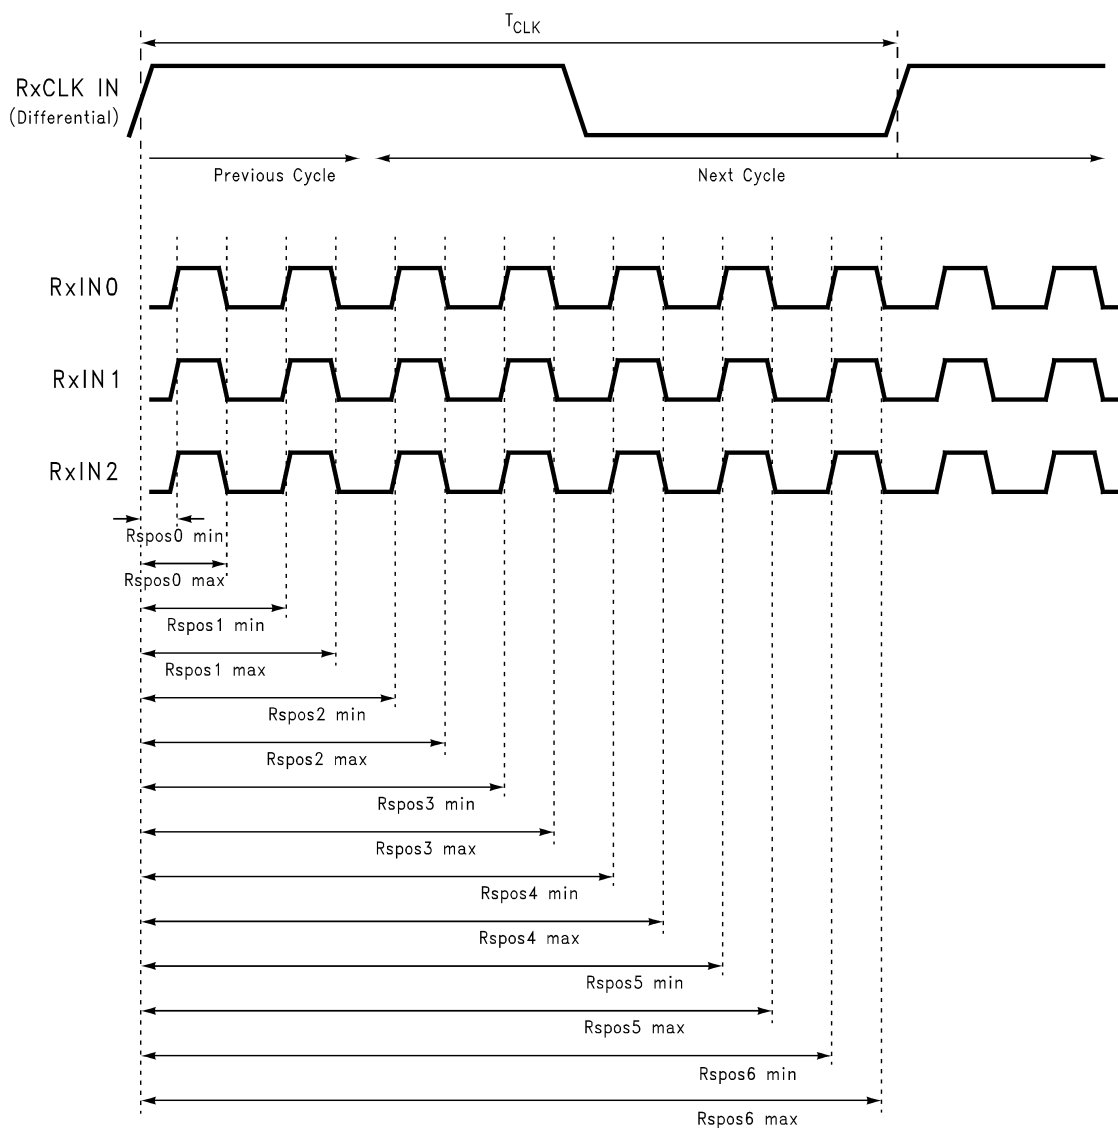 TCLK
RxCLK IN
(Differential)
Previous Cycle
Next Cycle
RxIN0
RxIN1
RxIN2
Rspos0 min
Rspos0 max
Rspos1 min
Rspos1 max
Rspos2 min
Rspos2 max
Rspos3 min
Rspos3 max
Rspos4 min
Rspos4 max
Rspos5 min
Rspos5 max
Rspos6 min
Rspos6 max